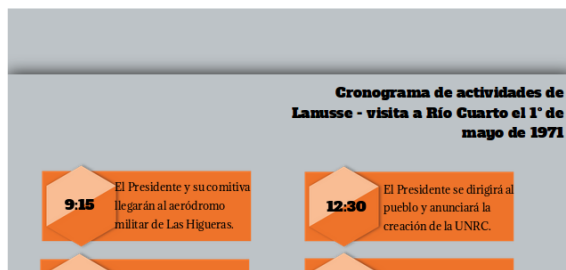 Cronograma de actividades de
Lanusse - visita a Río Cuarto el 1° de
mayo de 1971
9:15
El Presidente y su comitiva
llegarán al aeródromo
militar de Las Higueras.
12:30
El Presidente se dirigirá al
pueblo y anunciará la
creación de la UNRC.